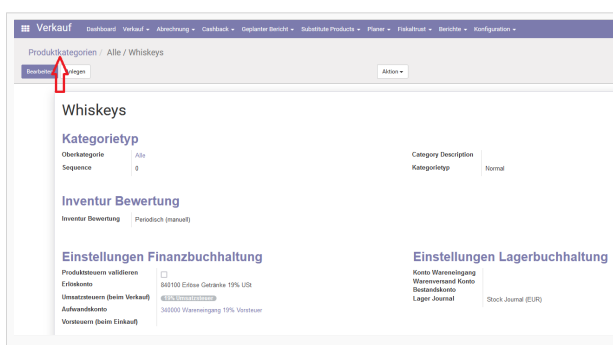 Verkauf Dashboard Verkauf Abrechnung Cashback Geplanter Bericht Substitute Products Planer Fiskaltrust Berichte Konfiguration
Produktkategorien / Alle / Whiskeys
Bearbeiten Anlegen Aktion
Whiskeys
Kategorietyp
Oberkategorie Alle Category Description
Sequence 0 Kategorietyp Normal
Inventur Bewertung
Inventur Bewertung Periodisch (manuell)
Einstellungen Finanzbuchhaltung Einstellungen Lagerbuchhaltung
Produktsteuern validieren Konto Wareneingang
Erlöskonto 840100 Erlöse Getränke 19% USt Warenversand Konto
Bestandskonto
Umsatzsteuern (beim Verkauf) 19% Umsatzsteuer Lager Journal Stock Journal (EUR)
Aufwandskonto 340000 Wareneingang 19% Vorsteuer
Vorsteuern (beim Einkauf)